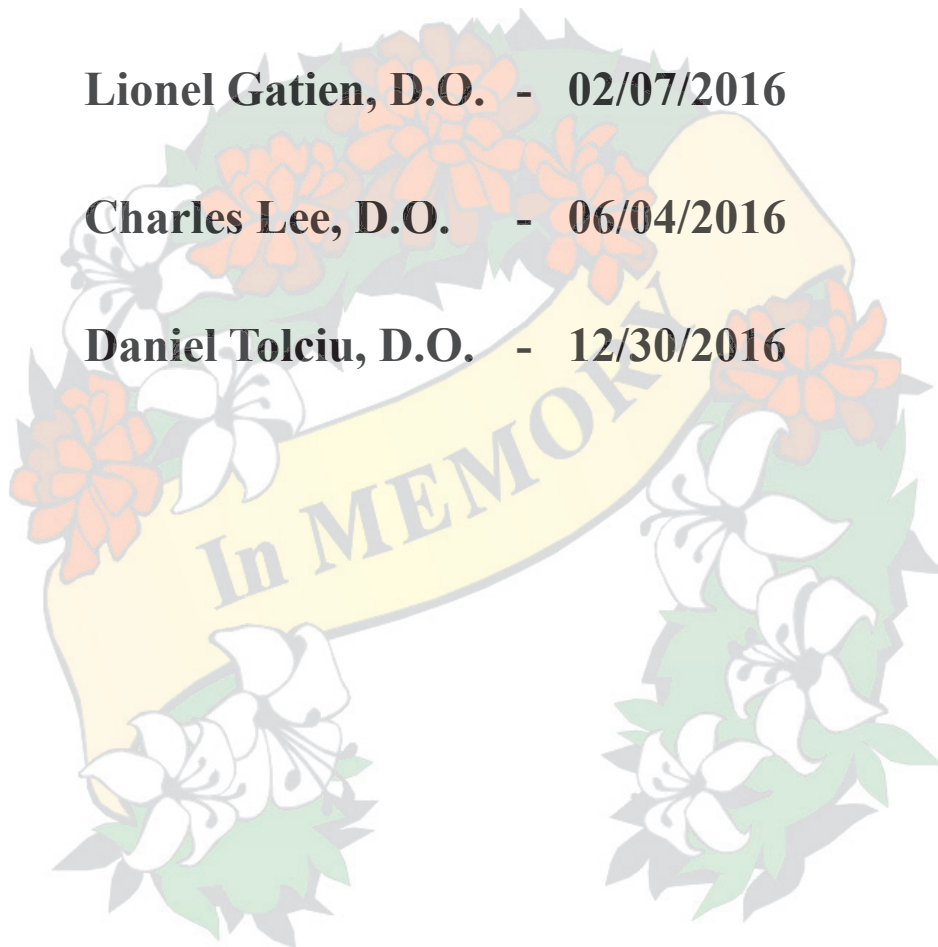 Lionel Gatien, D.O. - 02/07/2016
Charles Lee, D.O. - 06/04/2016
Daniel Tolciu, D.O. - 12/30/2016
In MEMORY